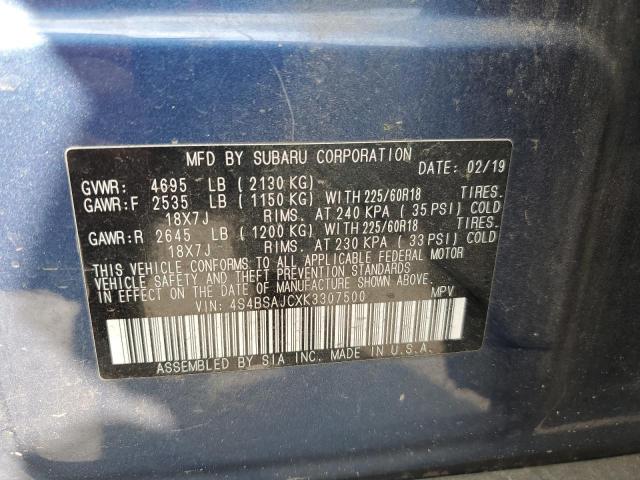 MFD BY SUBARU CORPORATION
DATE: 02/19
GVWR: 4695 LB ( 2130 KG)
GAWR:F 2535 LB ( 1150 KG) WITH 225/60R18 TIRES.
18X7J RIMS. AT 240 KPA ( 35 PSI) COLD
GAWR:R 2645 LB ( 1200 KG) WITH 225/60R18 TIRES.
18X7J RIMS. AT 230 KPA ( 33 PSI) COLD
THIS VEHICLE CONFORMS TO ALL APPLICABLE FEDERAL MOTOR
VEHICLE SAFETY AND THEFT PREVENTION STANDARDS
IN EFFECT ON THE DATE OF MANUFACTURE SHOWN ABOVE.
VIN: 4S4BSAJCXK3307500 MPV
ASSEMBLED BY SIA INC. MADE IN U.S.A.